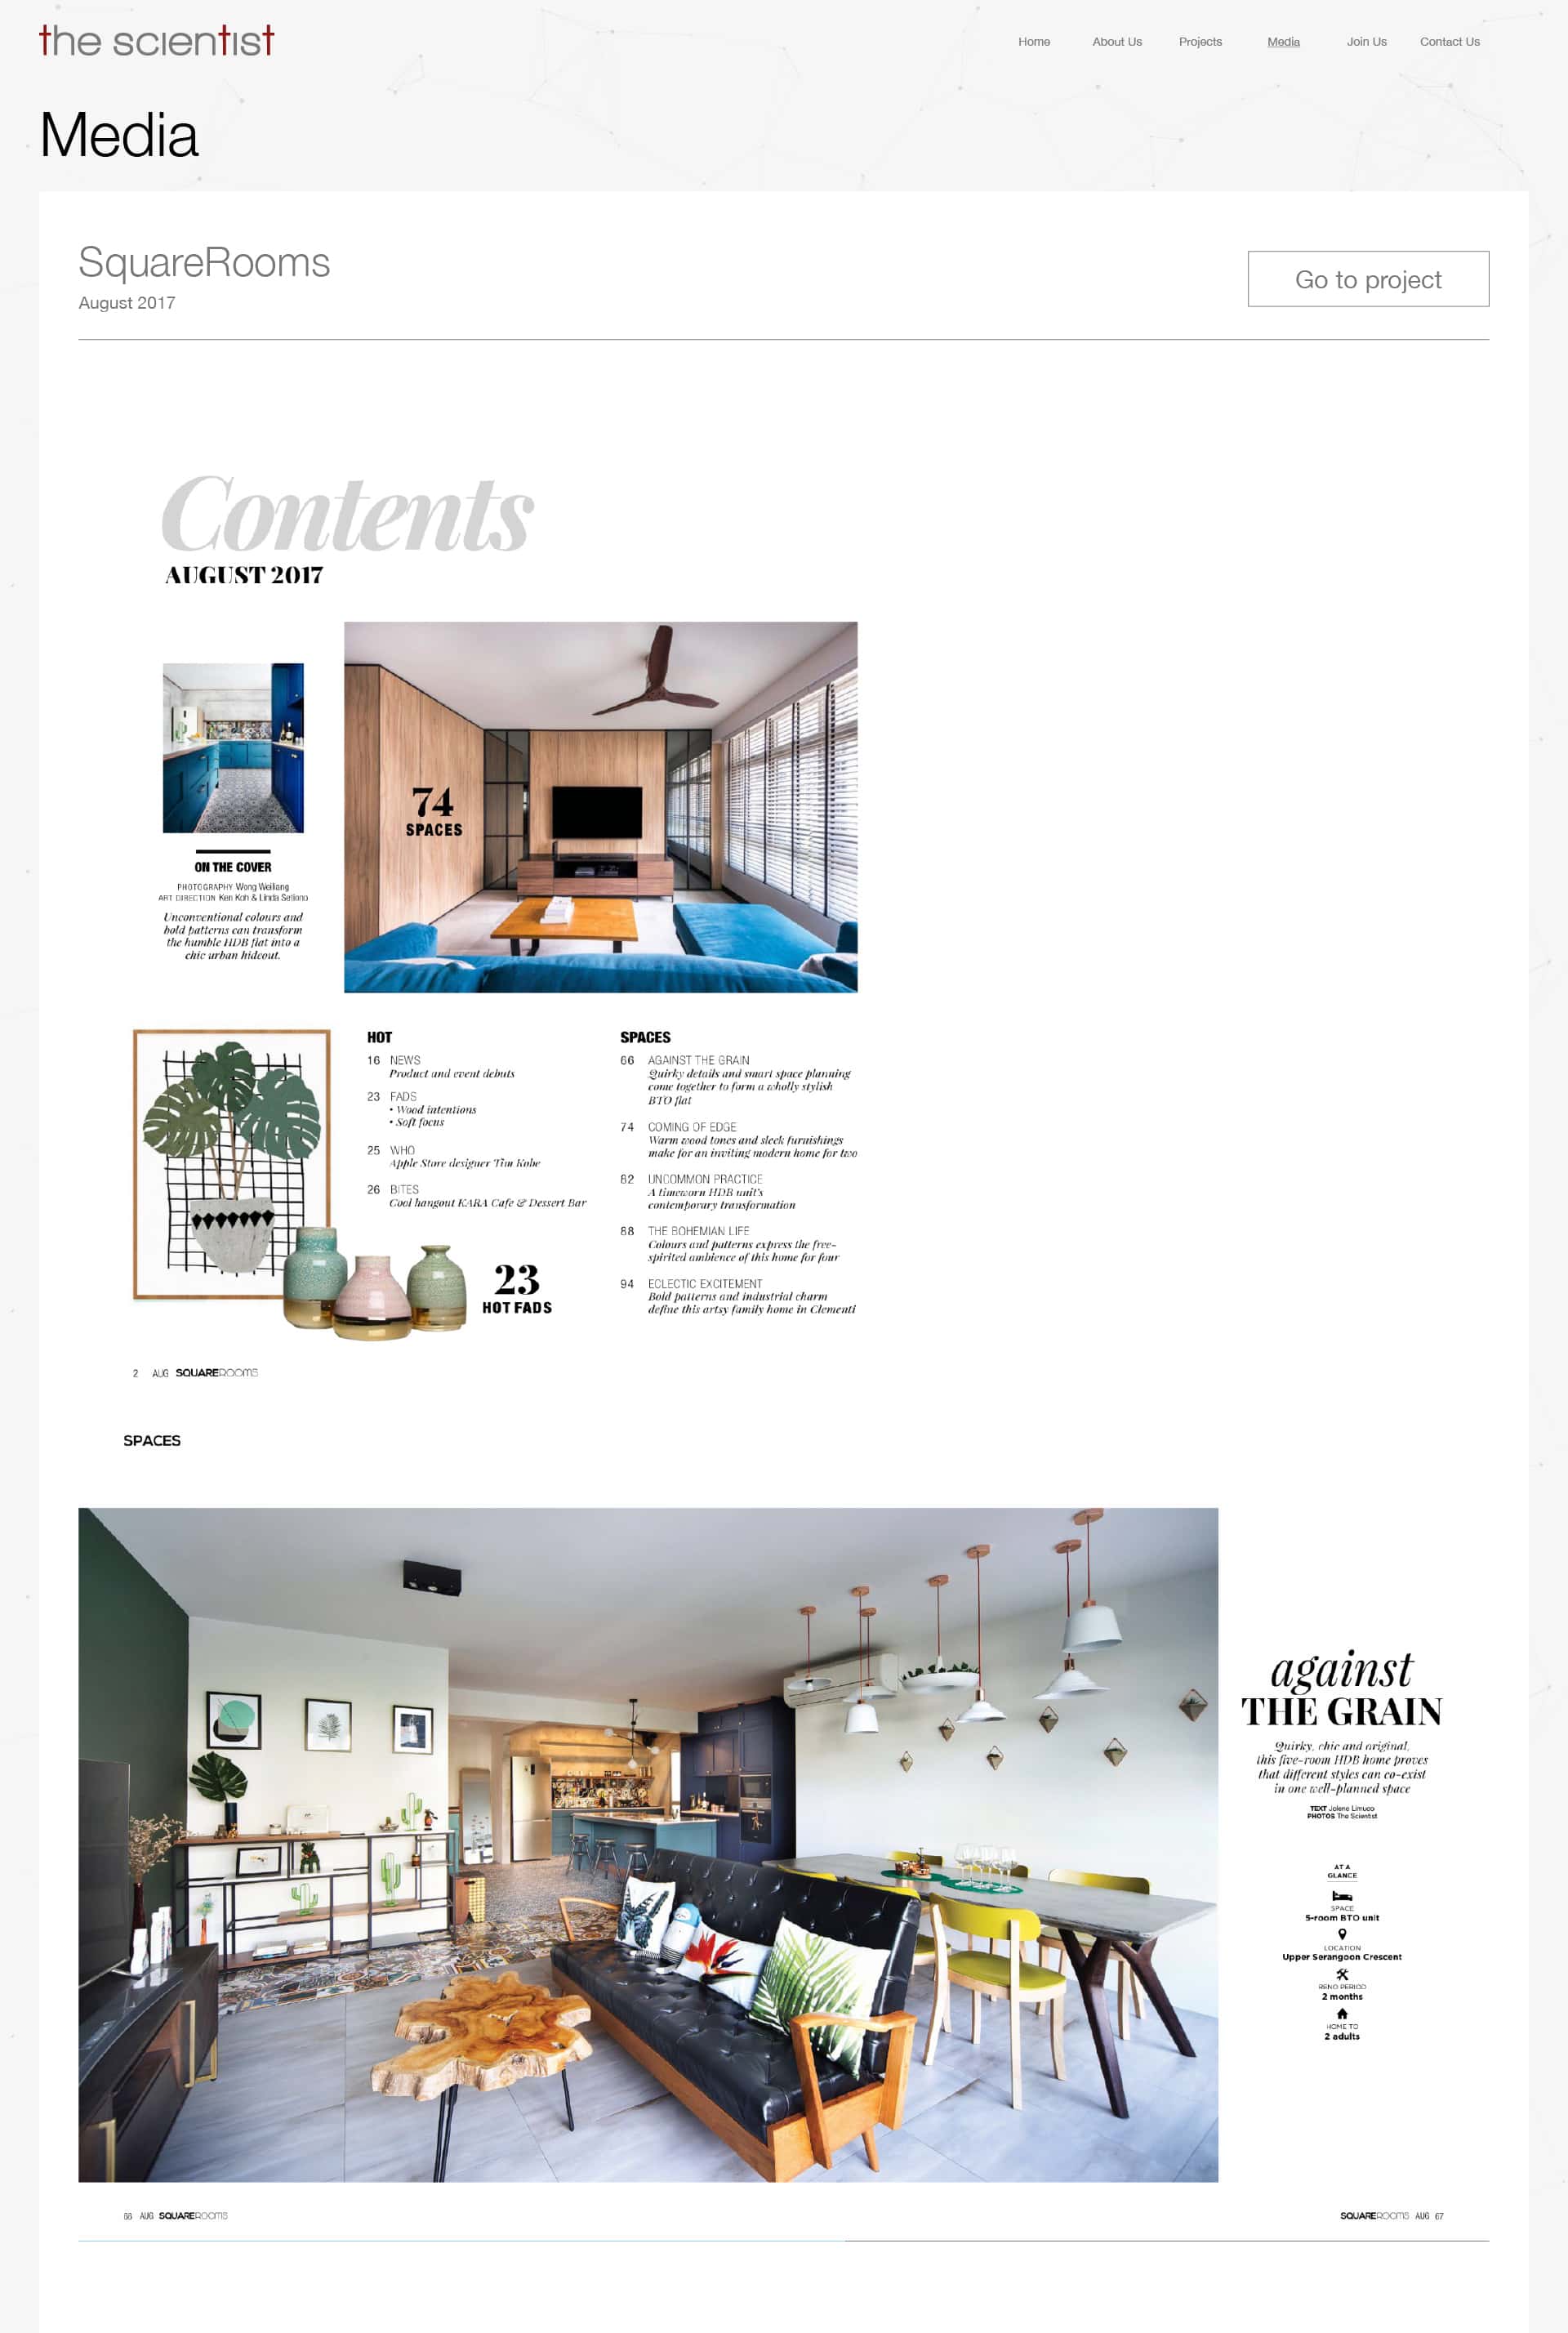 the scientist
Home About Us Projects Media Join Us Contact Us
Media
SquareRooms
August 2017
Go to project
Contents
AUGUST 2017
74
SPACES
ON THE COVER
PHOTOGRAPHY Wong Weiliang
ART DIRECTION Ken Koh & Linda Setiono
Unconventional colours and
bold patterns can transform
the humble HDB flat into a
chic urban hideout.
HOT
16 NEWS
Product and event debuts
23 FADS
• Wood intentions
• Soft focus
25 WHO
Apple Store designer Tim Kobe
26 BITES
Cool hangout KARA Cafe & Dessert Bar
23
HOT FADS
SPACES
66 AGAINST THE GRAIN
Quirky details and smart space planning
come together to form a wholly stylish
BTO flat
74 COMING OF EDGE
Warm wood tones and sleek furnishings
make for an inviting modern home for two
82 UNCOMMON PRACTICE
A timeworn HDB unit's
contemporary transformation
88 THE BOHEMIAN LIFE
Colours and patterns express the free-
spirited ambience of this home for four
94 ECLECTIC EXCITEMENT
Bold patterns and industrial charm
define this artsy family home in Clementi
2 AUG SQUAREROOMS
SPACES
against
THE GRAIN
Quirky, chic and original,
this five-room HDB home proves
that different styles can co-exist
in one well-planned space
TEXT Jolene Limuco
PHOTOS The Scientist
AT A
GLANCE
SPACE
5-room BTO unit
LOCATION
Upper Serangoon Crescent
RENO PERIOD
2 months
HOME TO
2 adults
66 AUG SQUAREROOMS
SQUAREROOMS AUG 67